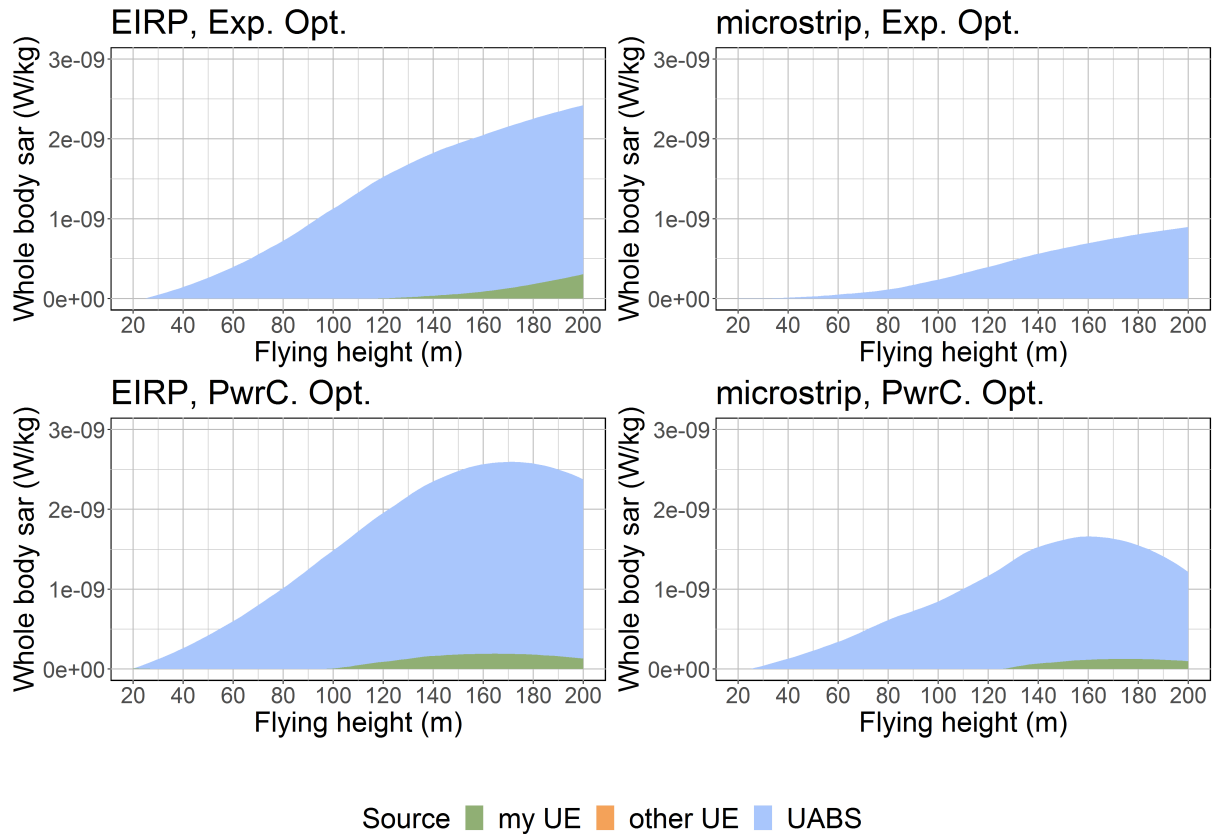 EIRP, Exp. Opt.
Whole body sar (W/kg)
3e-09
2e-09
1e-09
0e+00
20 40 60 80 100 120 140 160 180 200
Flying height (m)
microstrip, Exp. Opt.
Whole body sar (W/kg)
3e-09
2e-09
1e-09
0e+00
20 40 60 80 100 120 140 160 180 200
Flying height (m)
EIRP, PwrC. Opt.
Whole body sar (W/kg)
3e-09
2e-09
1e-09
0e+00
20 40 60 80 100 120 140 160 180 200
Flying height (m)
microstrip, PwrC. Opt.
Whole body sar (W/kg)
3e-09
2e-09
1e-09
0e+00
20 40 60 80 100 120 140 160 180 200
Flying height (m)
Source my UE other UE UABS